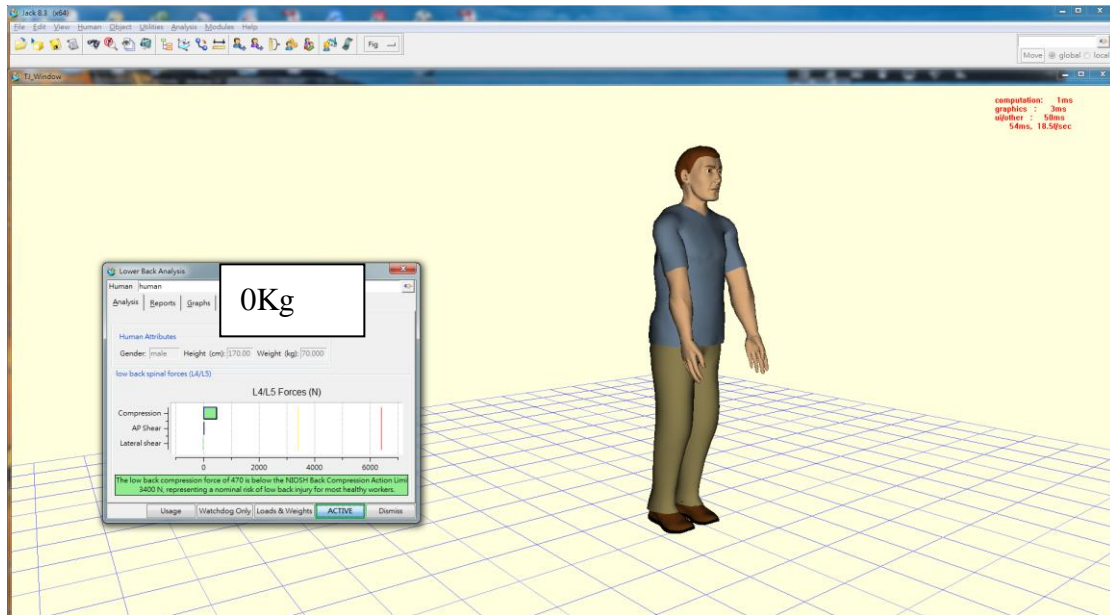 Jack 8.3 (x64)
File Edit View Human Object Utilities Analysis Modules Help
Fig
Move global local
TJ_Window
computation: 1ms
graphics : 3ms
ui/other : 50ms
54ms, 18.5f/sec
Lower Back Analysis
Human human
Analysis Reports Graphs
0Kg
Human Attributes
Gender: male Height (cm): 170.00 Weight (kg): 70.000
low back spinal forces (L4/L5)
L4/L5 Forces (N)
Compression
AP Shear
Lateral shear
0 2000 4000 6000
The low back compression force of 470 is below the NIOSH Back Compression Action Limi
3400 N, representing a nominal risk of low back injury for most healthy workers.
Usage Watchdog Only Loads & Weights ACTIVE Dismiss